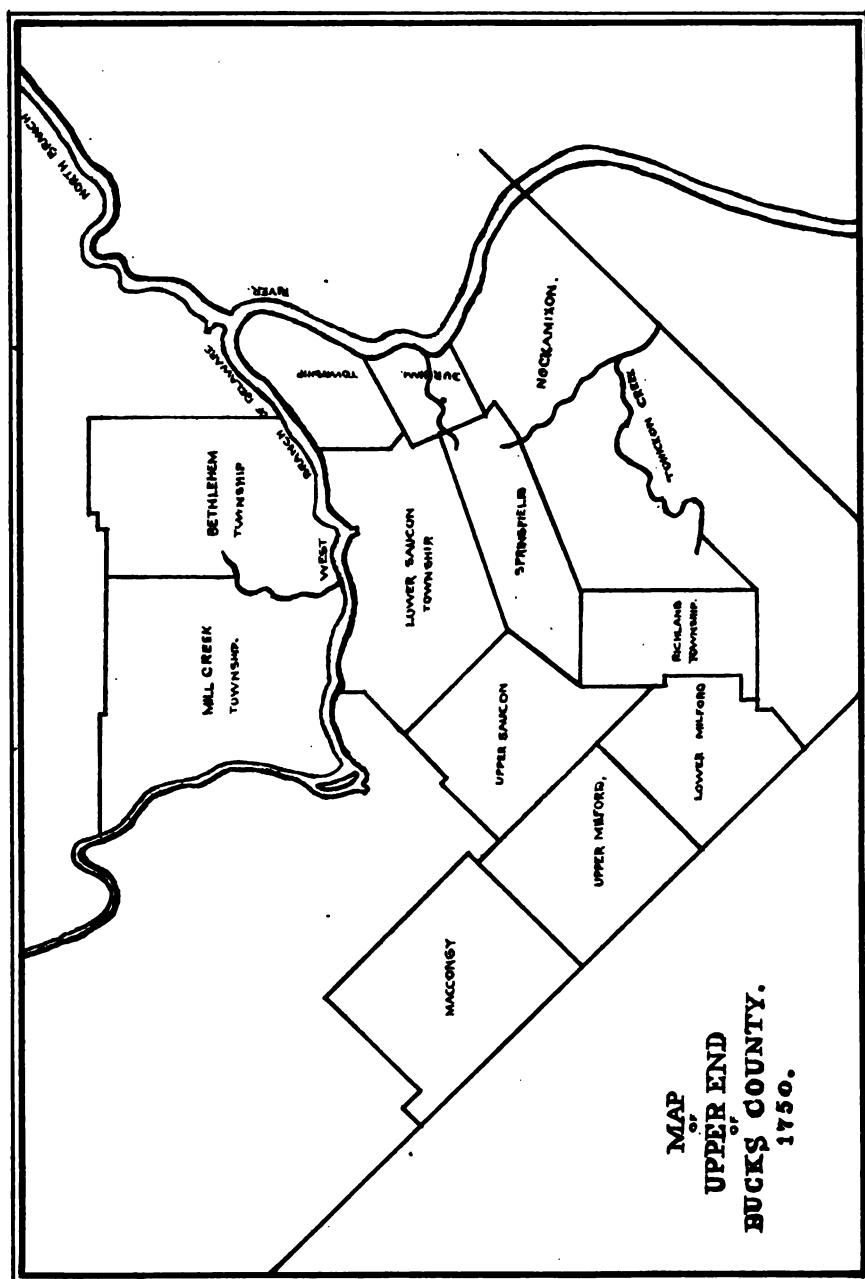 MAP
OF
UPPER END
OF
BUCKS COUNTY.
1750.
MACCONGY
UPPER MILFORD.
LOWER MILFORD
UPPER SAUCON
RICHLAND
TOWNSHIP.
MILL CREEK
TOWNSHIP.
LOWER SAUCON
TOWNSHIP
SPRINGFIELD
BETHLEHEM
TOWNSHIP
WEST
BRANCH
OF DELAWARE
RIVER.
TOWNSHIP
DURHAM.
NOCKAMIXON.
TOHICON CREEK
NORTH BRANCH